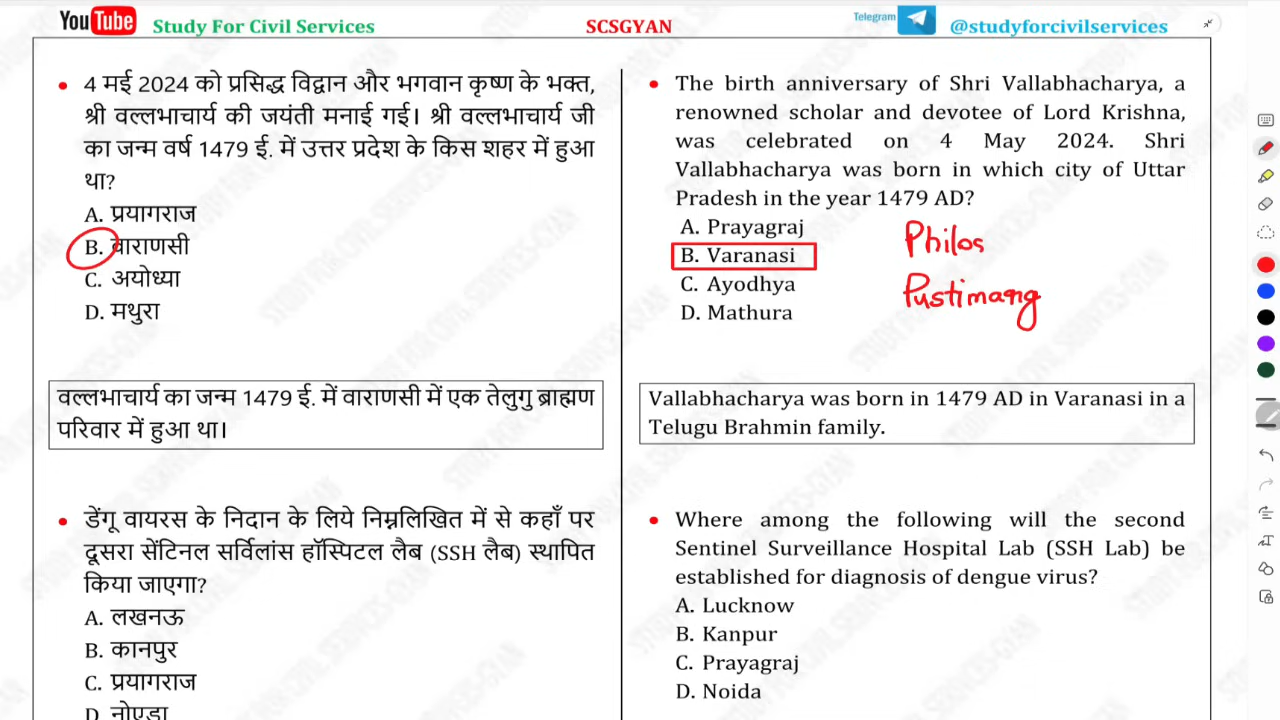 YouTube Study For Civil Services
SCSGYAN
Telegram @studyforcivilservices
4 मई 2024 को प्रसिद्ध विद्वान और भगवान कृष्ण के भक्त,
श्री वल्लभाचार्य की जयंती मनाई गई। श्री वल्लभाचार्य जी
का जन्म वर्ष 1479 ई. में उत्तर प्रदेश के किस शहर में हुआ
था?
A. प्रयागराज
B. वाराणसी
C. अयोध्या
D. मथुरा
वल्लभाचार्य का जन्म 1479 ई. में वाराणसी में एक तेलुगु ब्राह्मण
परिवार में हुआ था।
डेंगू वायरस के निदान के लिये निम्नलिखित में से कहाँ पर
दूसरा सेंटिनल सर्विलांस हॉस्पिटल लैब (SSH लैब) स्थापित
किया जाएगा?
A. लखनऊ
B. कानपुर
C. प्रयागराज
D. नोएडा
The birth anniversary of Shri Vallabhacharya, a
renowned scholar and devotee of Lord Krishna,
was celebrated on 4 May 2024. Shri
Vallabhacharya was born in which city of Uttar
Pradesh in the year 1479 AD?
A. Prayagraj
B. Varanasi
C. Ayodhya
D. Mathura
Philos
Pustimarg
Vallabhacharya was born in 1479 AD in Varanasi in a
Telugu Brahmin family.
Where among the following will the second
Sentinel Surveillance Hospital Lab (SSH Lab) be
established for diagnosis of dengue virus?
A. Lucknow
B. Kanpur
C. Prayagraj
D. Noida